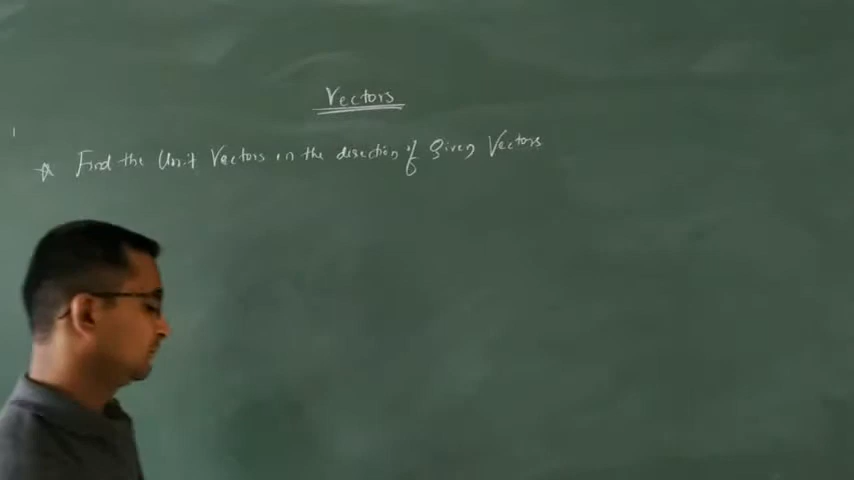 Vectors
* Find the Unit Vectors in the direction of given Vectors